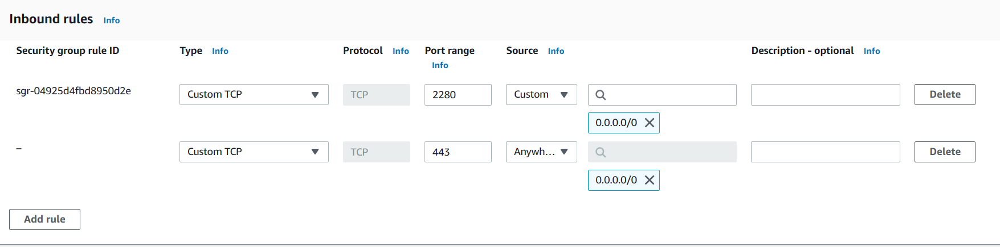 Inbound rules Info
Security group rule ID Type Info Protocol Info Port range Source Info Description - optional Info
Info
sgr-04925d4fbd8950d2e Custom TCP TCP 2280 Custom Delete
0.0.0.0/0
– Custom TCP TCP 443 Anywh... Delete
0.0.0.0/0
Add rule